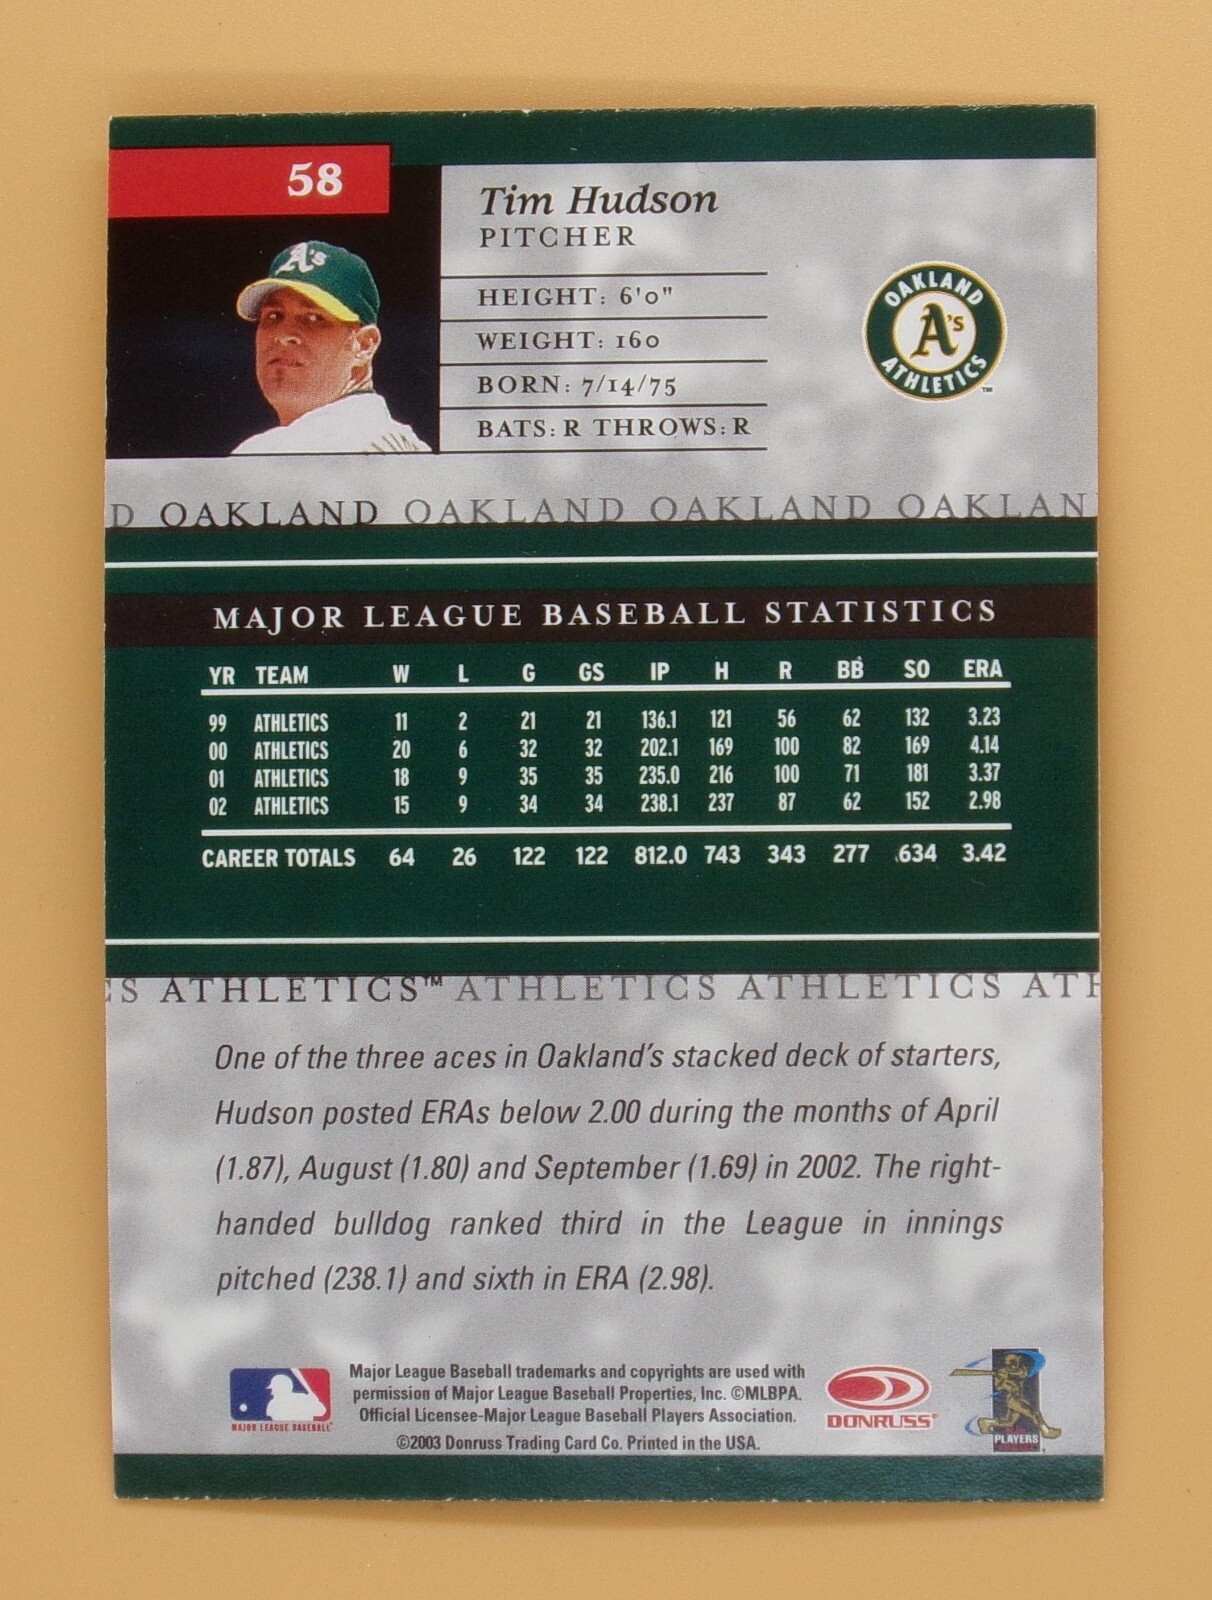 58
A's
Tim Hudson
PITCHER
HEIGHT: 6'0"
WEIGHT: 160
BORN: 7/14/75
BATS: R THROWS: R
OAKLAND
A's
ATHLETICS™
D OAKLAND OAKLAND OAKLAND OAKLAN
MAJOR LEAGUE BASEBALL STATISTICS
YR TEAM W L G GS IP H R BB SO ERA
99 ATHLETICS 11 2 21 21 136.1 121 56 62 132 3.23
00 ATHLETICS 20 6 32 32 202.1 169 100 82 169 4.14
01 ATHLETICS 18 9 35 35 235.0 216 100 71 181 3.37
02 ATHLETICS 15 9 34 34 238.1 237 87 62 152 2.98
CAREER TOTALS 64 26 122 122 812.0 743 343 277 634 3.42
CS ATHLETICS™ ATHLETICS ATHLETICS ATH
One of the three aces in Oakland's stacked deck of starters,
Hudson posted ERAs below 2.00 during the months of April
(1.87), August (1.80) and September (1.69) in 2002. The right-
handed bulldog ranked third in the League in innings
pitched (238.1) and sixth in ERA (2.98).
MAJOR LEAGUE BASEBALL
Major League Baseball trademarks and copyrights are used with
permission of Major League Baseball Properties, Inc. ©MLBPA.
Official Licensee-Major League Baseball Players Association.
©2003 Donruss Trading Card Co. Printed in the USA.
DONRUSS®
PLAYERS